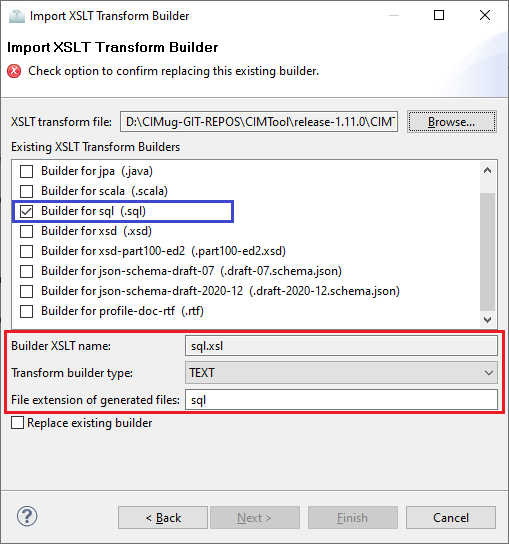 Import XSLT Transform Builder
Import XSLT Transform Builder
Check option to confirm replacing this existing builder.
XSLT transform file: D:\CIMug-GIT-REPOS\CIMTool\release-1.11.0\CIMT Browse...
Existing XSLT Transform Builders
Builder for jpa (.java)
Builder for scala (.scala)
Builder for sql (.sql)
Builder for xsd (.xsd)
Builder for xsd-part100-ed2 (.part100-ed2.xsd)
Builder for json-schema-draft-07 (.draft-07.schema.json)
Builder for json-schema-draft-2020-12 (.draft-2020-12.schema.json)
Builder for profile-doc-rtf (.rtf)
Builder XSLT name: sql.xsl
Transform builder type: TEXT
File extension of generated files: sql
Replace existing builder
? < Back Next > Finish Cancel